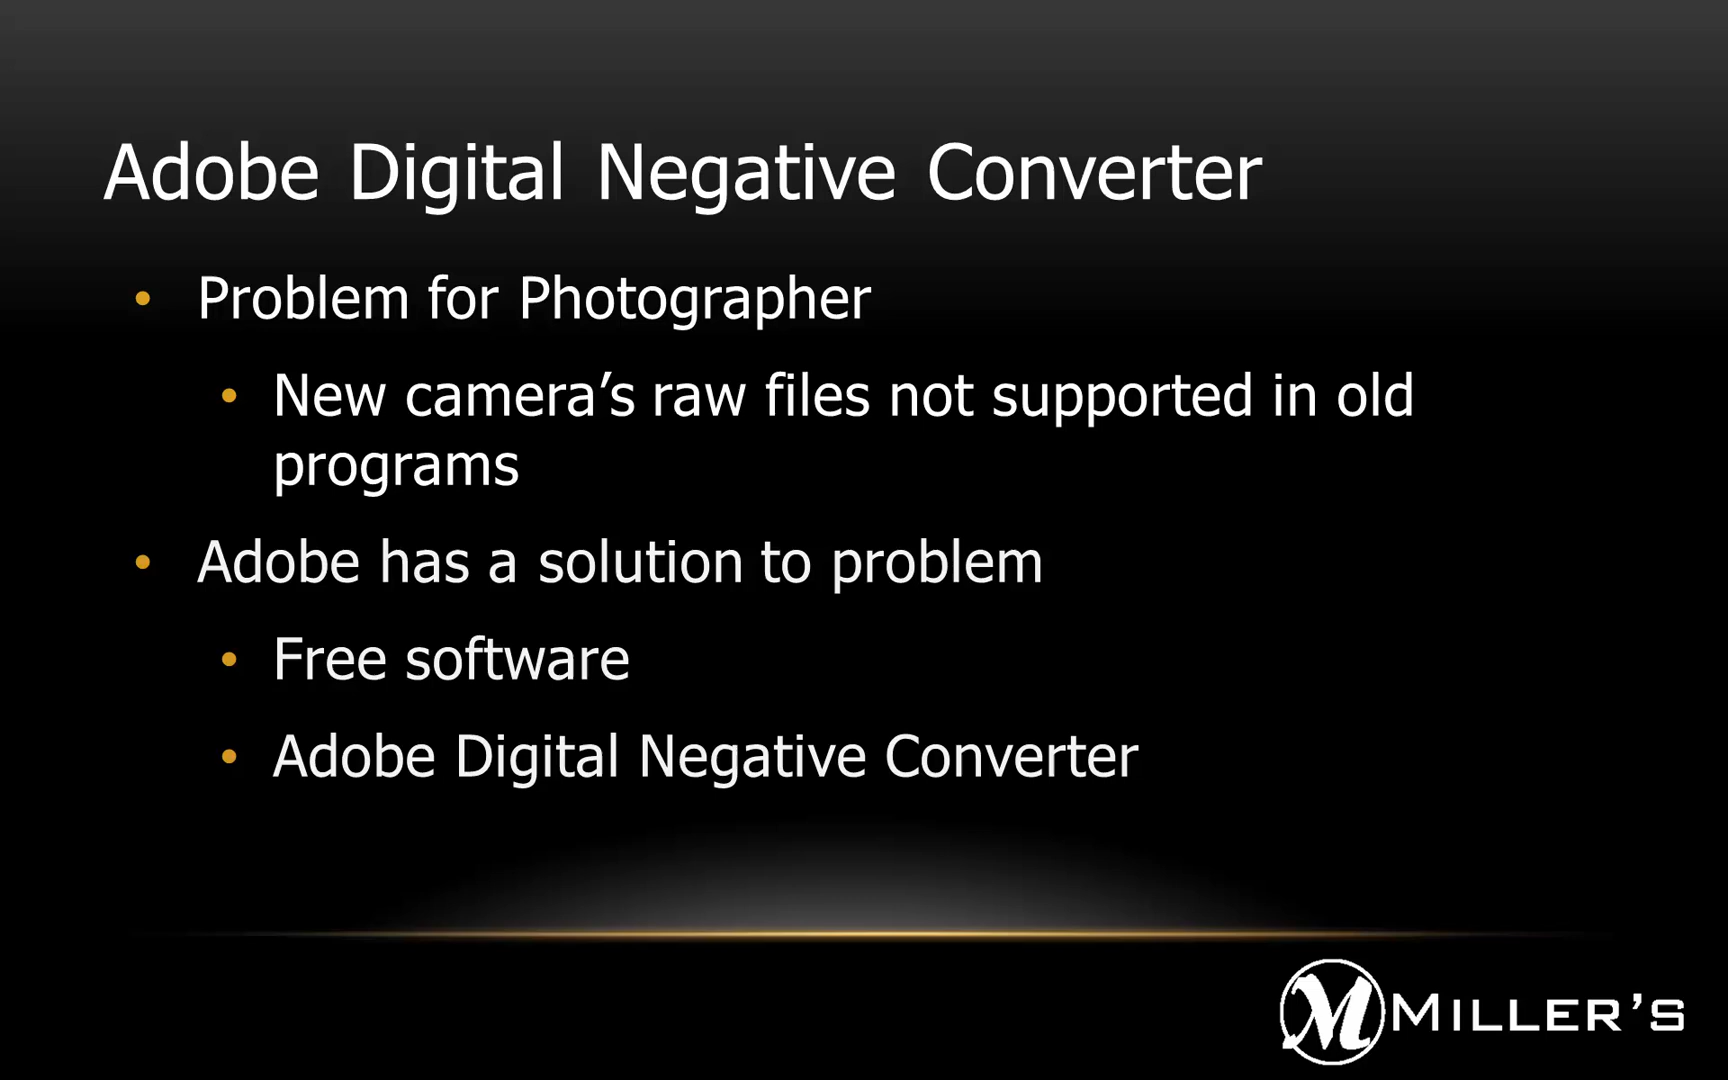 Adobe Digital Negative Converter
• Problem for Photographer
• New camera’s raw files not supported in old
programs
• Adobe has a solution to problem
• Free software
• Adobe Digital Negative Converter
M MILLER’S